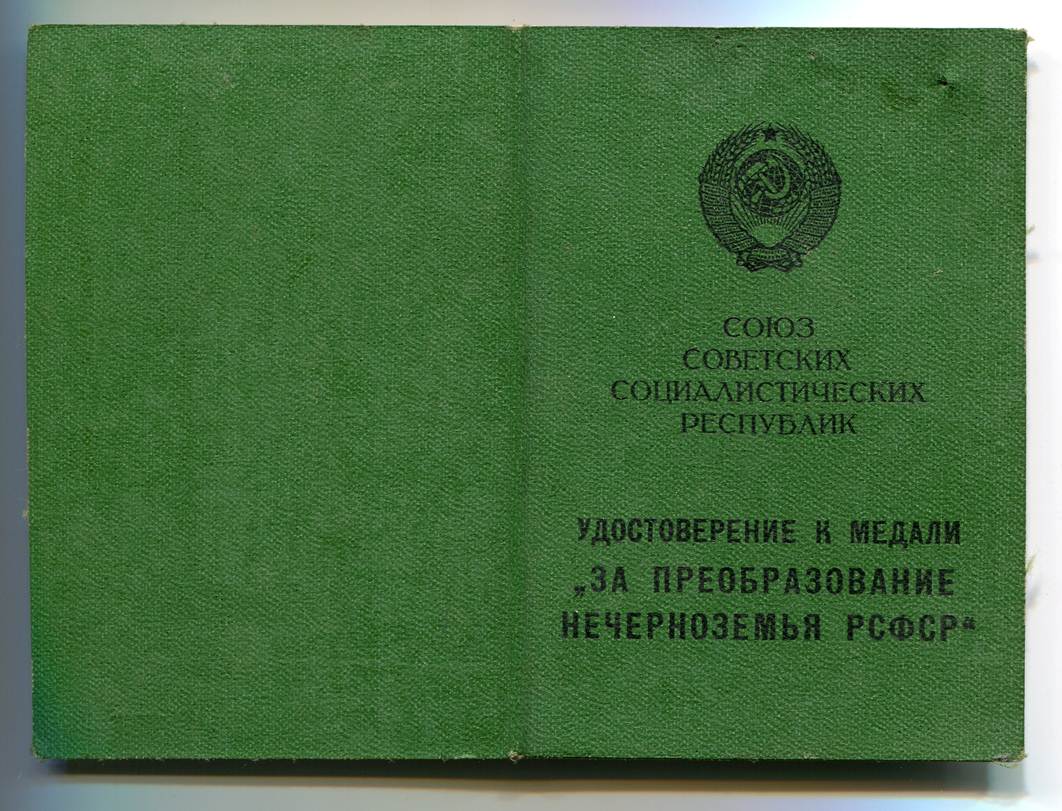 СОЮЗ
СОВЕТСКИХ
СОЦИАЛИСТИЧЕСКИХ
РЕСПУБЛИК
УДОСТОВЕРЕНИЕ К МЕДАЛИ
„ЗА ПРЕОБРАЗОВАНИЕ
НЕЧЕРНОЗЕМЬЯ РСФСР“